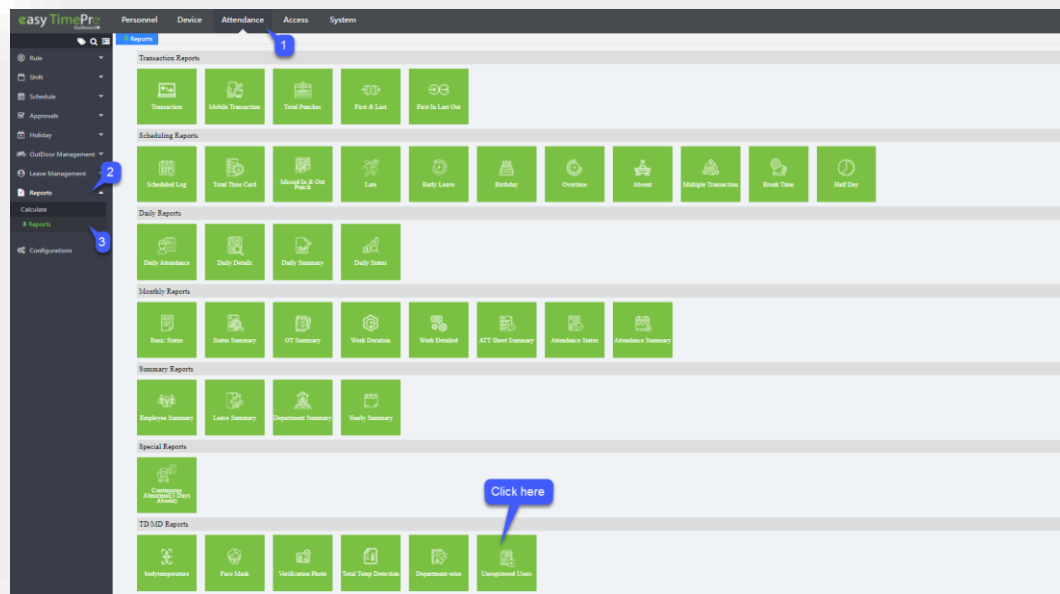 easy TimePro
Personnel Device Attendance Access System
Reports
1
Rule
Shift
Schedule
Approvals
Holiday
OutDoor Management
Leave Management
2
Reports
Calculate
Reports
3
Configurations
Transaction Reports
Transaction
Mobile Transaction
Total Punches
First & Last
First In Last Out
Scheduling Reports
Scheduled Log
Total Time Card
Missed In & Out
Punch
Late
Early Leave
Birthday
Overtime
Absent
Multiple Transaction
Break Time
Half Day
Daily Reports
Daily Attendance
Daily Details
Daily Summary
Daily Status
Monthly Reports
Basic Status
Status Summary
OT Summary
Work Duration
Work Detailed
ATT Sheet Summary
Attendance Status
Attendance Summary
Summary Reports
Employee Summary
Leave Summary
Department Summary
Yearly Summary
Special Reports
Continuous
Days
Absent)
Click here
TD-MD Reports
bodytemperature
Face Mask
Verification Photo
Total Temp Detection
Department-wise
Unregistered Users